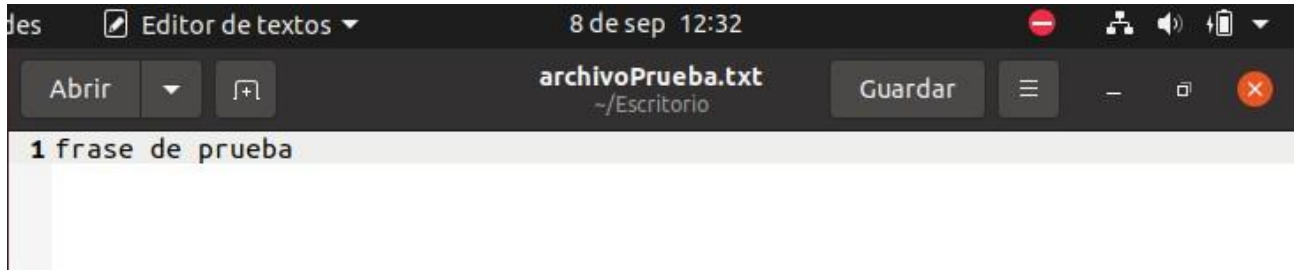 des Editor de textos 8 de sep 12:32
Abrir archivoPrueba.txt Guardar
~/Escritorio
1 frase de prueba